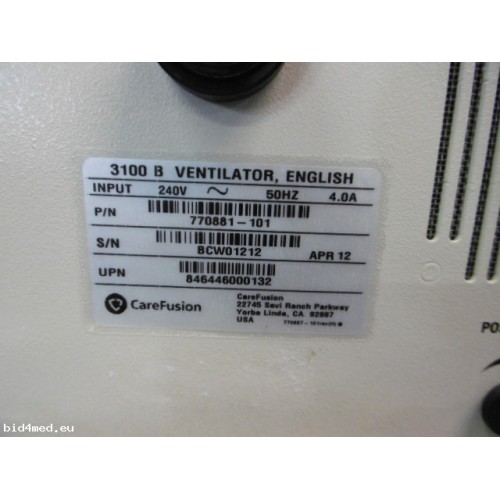 3100 B VENTILATOR, ENGLISH
INPUT 240V ~ 50HZ 4.0A
P/N 770881-101
S/N BCW01212 APR 12
UPN 846446000132
CareFusion
CareFusion
22745 Savi Ranch Parkway
Yorba Linda, CA. 92887
USA
POS
bid4med.eu